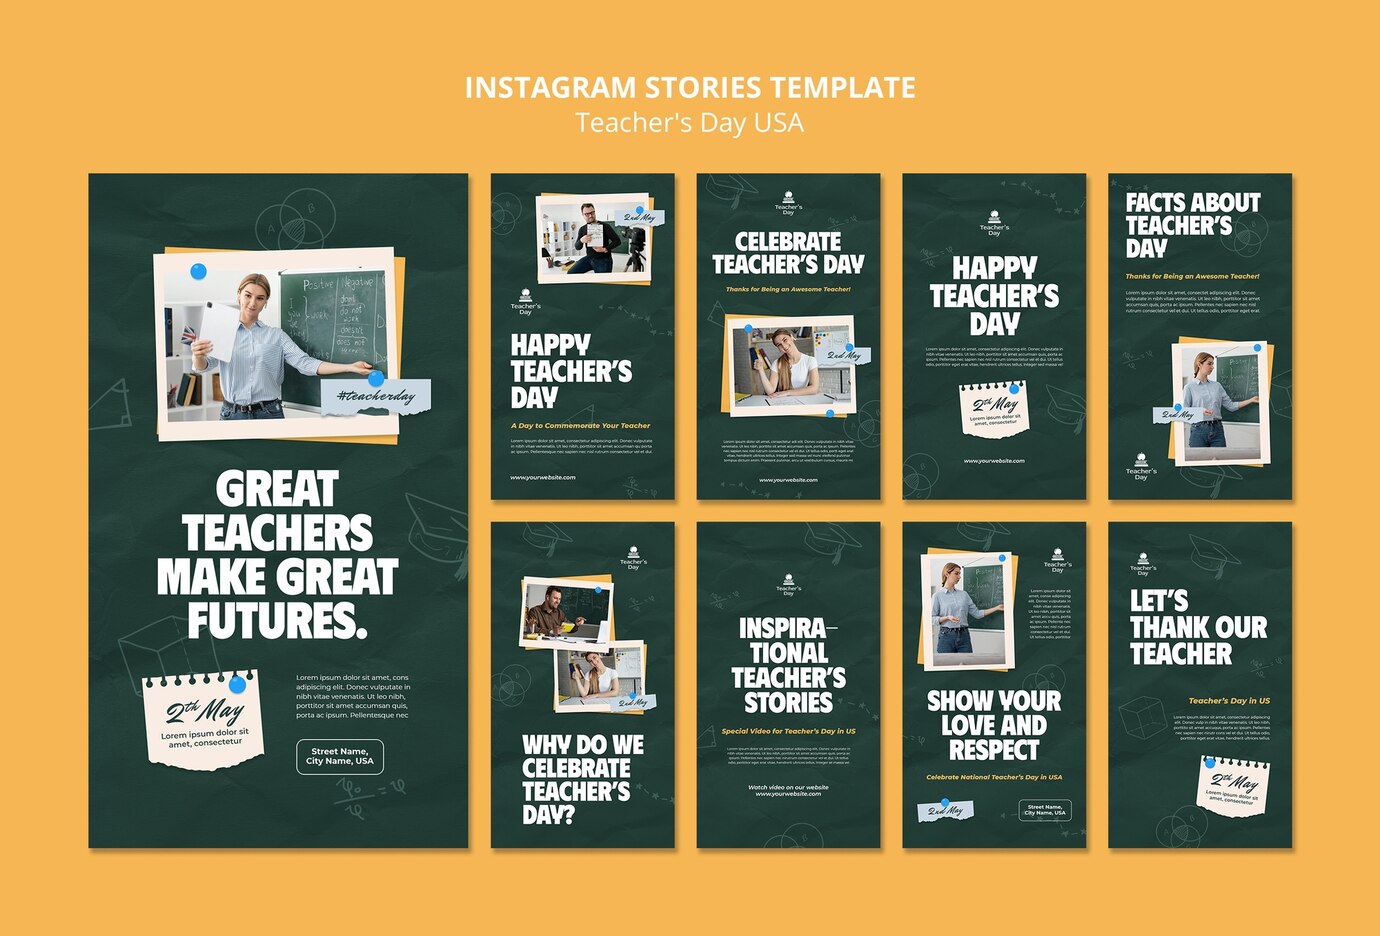 INSTAGRAM STORIES TEMPLATE
Teacher's Day USA
Positive
Negative
does
do not
work
doesn't
does not
#teacherday
GREAT
TEACHERS
MAKE GREAT
FUTURES.
2th May
Lorem ipsum dolor sit
amet, consectetur
Lorem ipsum dolor sit amet, cons
adipiscing elit. Donec vulputate
nibh vitae venenatis. Ut leo nibh,
porttitor sit amet accumsan quis,
porta ac ipsum. Pellentesque nec
Street Name,
City Name, USA
2nd May
Teacher's
Day
HAPPY
TEACHER'S
DAY
A Day to Commemorate Your Teacher
www.yourwebsite.com
Teacher's
Day
CELEBRATE
TEACHER'S DAY
Thanks for Being an Awesome Teacher!
2nd May
www.yourwebsite.com
Teacher's
Day
HAPPY
TEACHER'S
DAY
2th May
Lorem ipsum dolor sit
amet, consectetur
www.yourwebsite.com
FACTS ABOUT
TEACHER'S
DAY
Thanks for Being an Awesome Teacher!
2nd May
Teacher's
Day
Teacher's
Day
2nd May
WHY DO WE
CELEBRATE
TEACHER'S
DAY?
Teacher's
Day
INSPIRA–
TIONAL
TEACHER'S
STORIES
Special Video for Teacher's Day in US
Watch video on our website
www.yourwebsite.com
Teacher's
Day
SHOW YOUR
LOVE AND
RESPECT
Celebrate National Teacher's Day in USA
2nd May
Street Name,
City Name, USA
Teacher's
Day
LET'S
THANK OUR
TEACHER
Teacher's Day in US
2th May
Lorem ipsum dolor sit
amet, consectetur